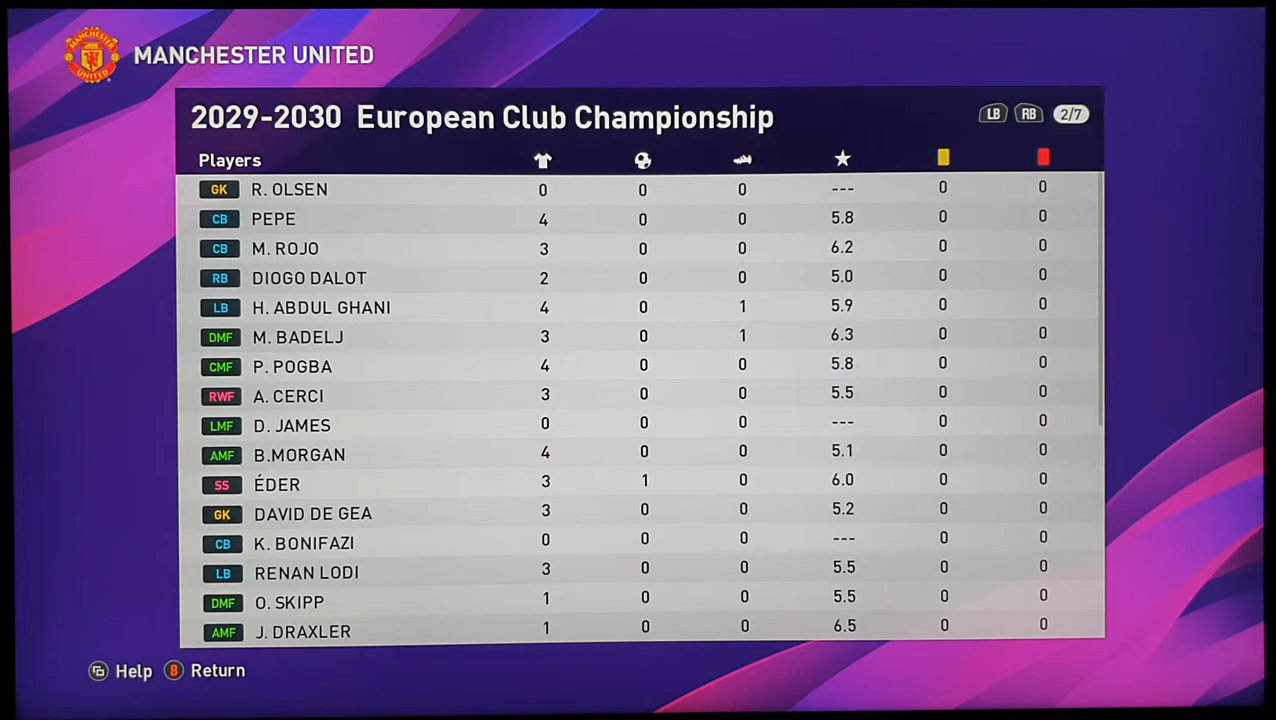 MANCHESTER UNITED
2029-2030 European Club Championship LB RB 2/7
Players
GK R. OLSEN 0 0 0 --- 0 0
CB PEPE 4 0 0 5.8 0 0
CB M. ROJO 3 0 0 6.2 0 0
RB DIOGO DALOT 2 0 0 5.0 0 0
LB H. ABDUL GHANI 4 0 1 5.9 0 0
DMF M. BADELJ 3 0 1 6.3 0 0
CMF P. POGBA 4 0 0 5.8 0 0
RWF A. CERCI 3 0 0 5.5 0 0
LMF D. JAMES 0 0 0 --- 0 0
AMF B.MORGAN 4 0 0 5.1 0 0
SS ÉDER 3 1 0 6.0 0 0
GK DAVID DE GEA 3 0 0 5.2 0 0
CB K. BONIFAZI 0 0 0 --- 0 0
LB RENAN LODI 3 0 0 5.5 0 0
DMF O. SKIPP 1 0 0 5.5 0 0
AMF J. DRAXLER 1 0 0 6.5 0 0
Help B Return